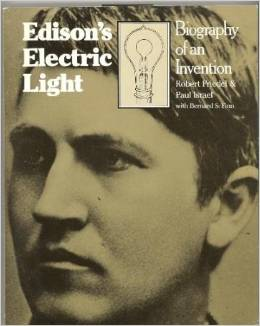 Edison's
Electric
Light
Biography
of an
Invention
Robert Friedel &
Paul Israel
with Bernard S. Finn